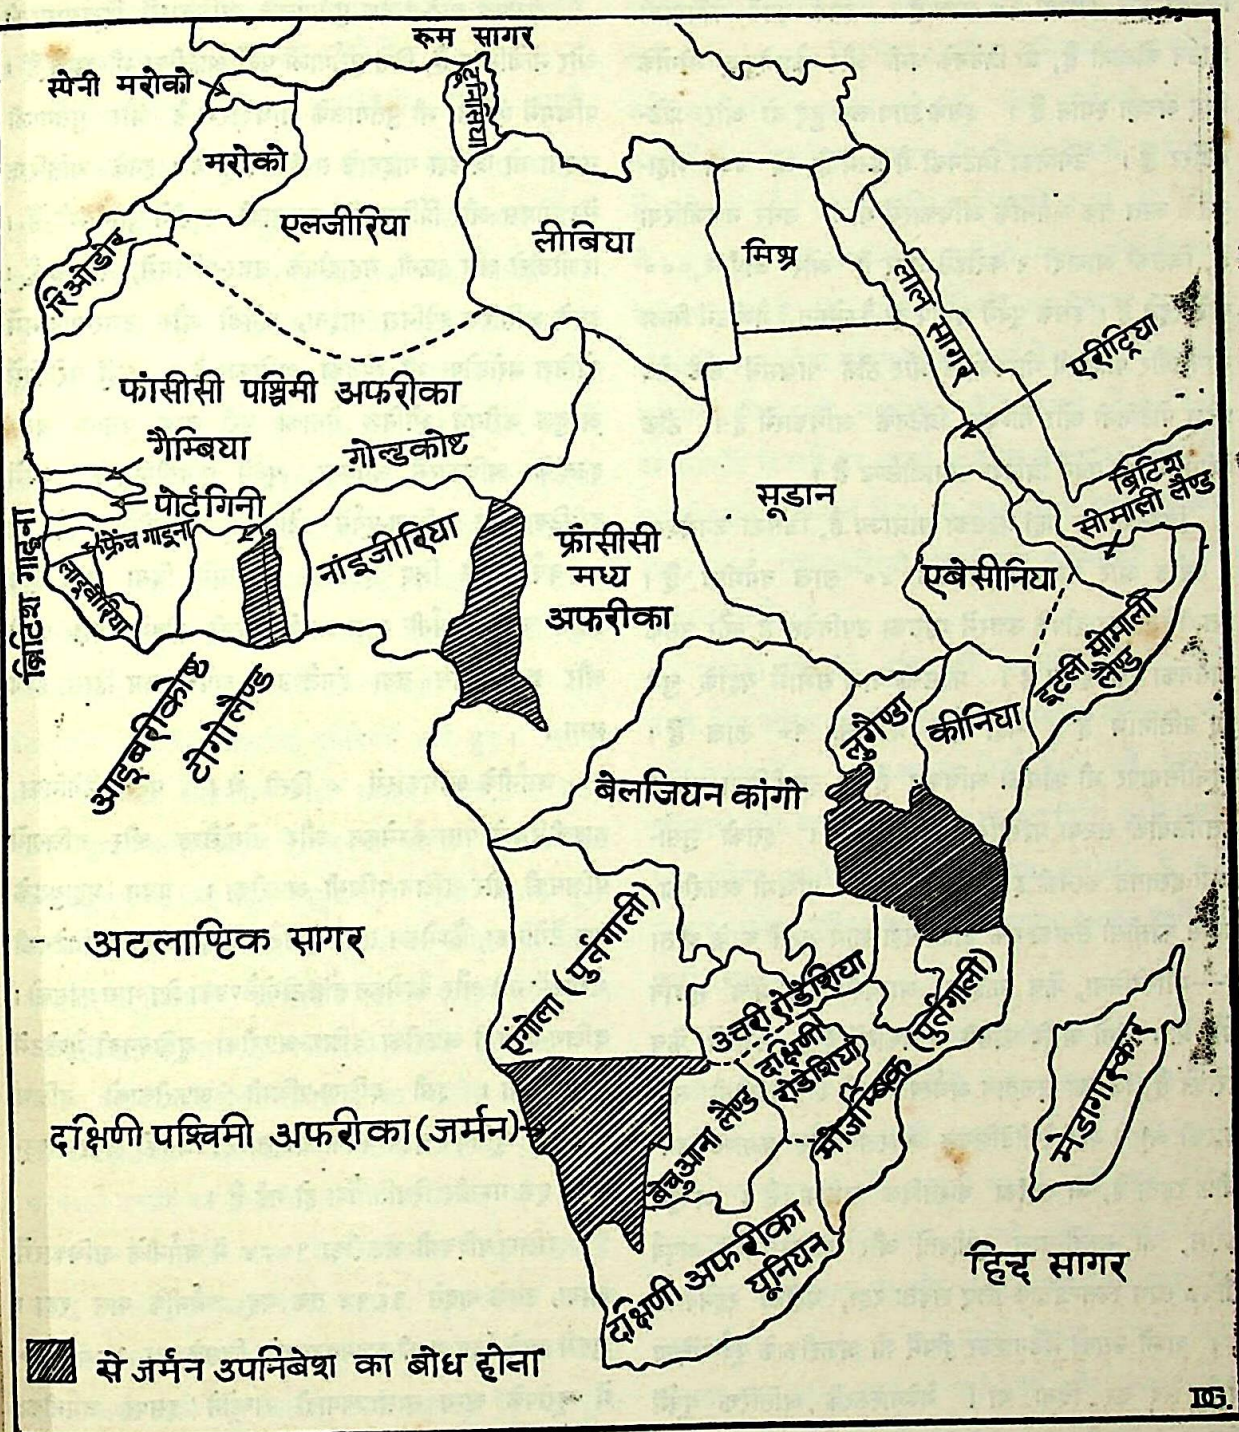 रूम सागर
स्पेनी मरोको
टूनिसिया
मरोको
एलजीरिया
लीबिया
मिश्र
रिओडोर
लाल सागर
एरीट्रिया
फांसीसी पश्चिमी अफरीका
गैम्बिया
गोल्डकोष्ट
पोर्टगिनी
फ्रेंच गाइना
ब्रिटिश गाइना
लाइबीरिया
नांइजीरिया
फ्रांसीसी
मध्य
अफरीका
सूडान
एबेसीनिया
ब्रिटिश
सोमाली लैण्ड
इटली सोमाली
लैण्ड
आइबरीकोष्ट
टोगोलैण्ड
लुगैण्डा
कीनिया
बेलजियन कांगो
अटलाण्टिक सागर
एंगोला (पुर्तगाली)
उत्तरी रोडेशिया
दक्षिणी
रोडेशिया
मोजम्बिक (पुर्तगाली)
मेडागास्कार
दक्षिणी पश्चिमी अफरीका (जर्मन)
बेचुआना लैण्ड
दक्षिणी अफरीका
यूनियन
हिन्द सागर
से जर्मन उपनिबेश का बोध होना
DG.